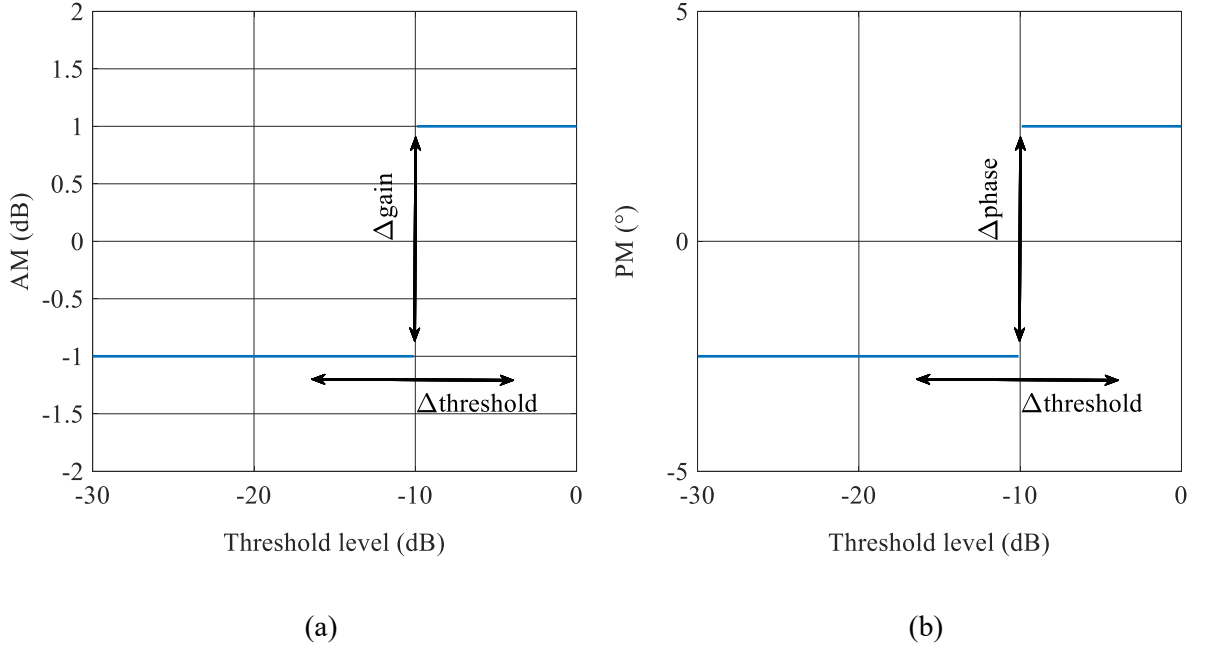 2
1.5
1
0.5
0
-0.5
-1
-1.5
-2
-30
-20
-10
0
AM (dB)
Δgain
Δthreshold
Threshold level (dB)
(a)
5
0
-5
-30
-20
-10
0
PM (°)
Δphase
Δthreshold
Threshold level (dB)
(b)